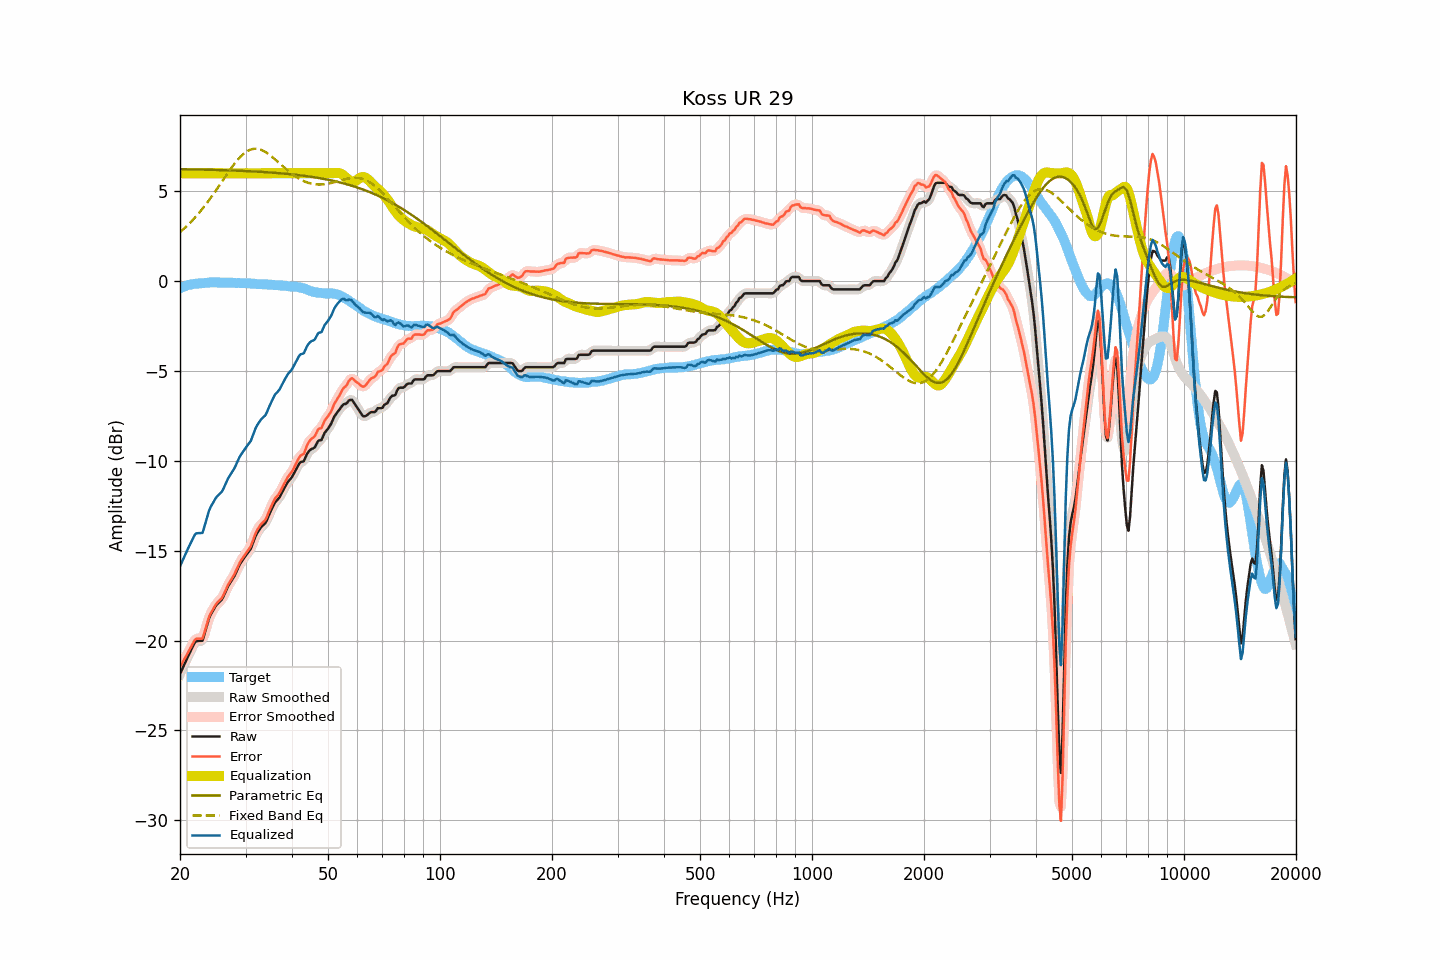 Koss UR 29
Amplitude (dBr)
5
0
−5
−10
−15
−20
−25
−30
Target
Raw Smoothed
Error Smoothed
Raw
Error
Equalization
Parametric Eq
Fixed Band Eq
Equalized
20 50 100 200 500 1000 2000 5000 10000 20000
Frequency (Hz)